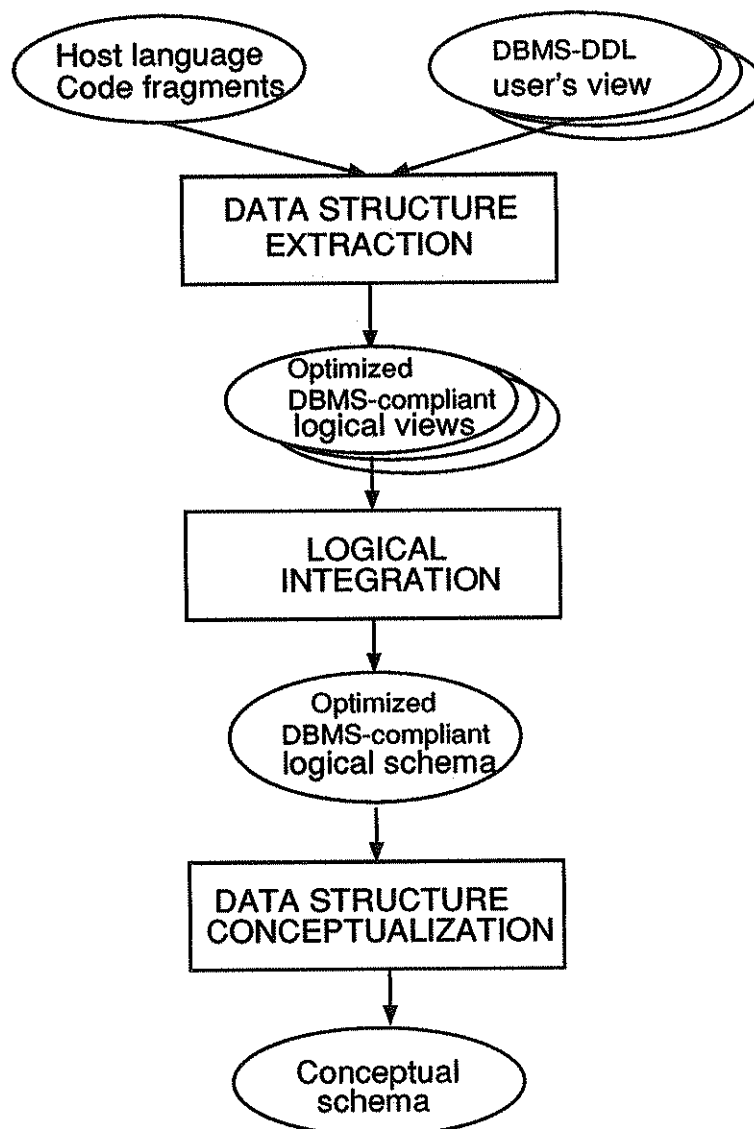 Host language
Code fragments
DBMS-DDL
user's view
DATA STRUCTURE
EXTRACTION
Optimized
DBMS-compliant
logical views
LOGICAL
INTEGRATION
Optimized
DBMS-compliant
logical schema
DATA STRUCTURE
CONCEPTUALIZATION
Conceptual
schema